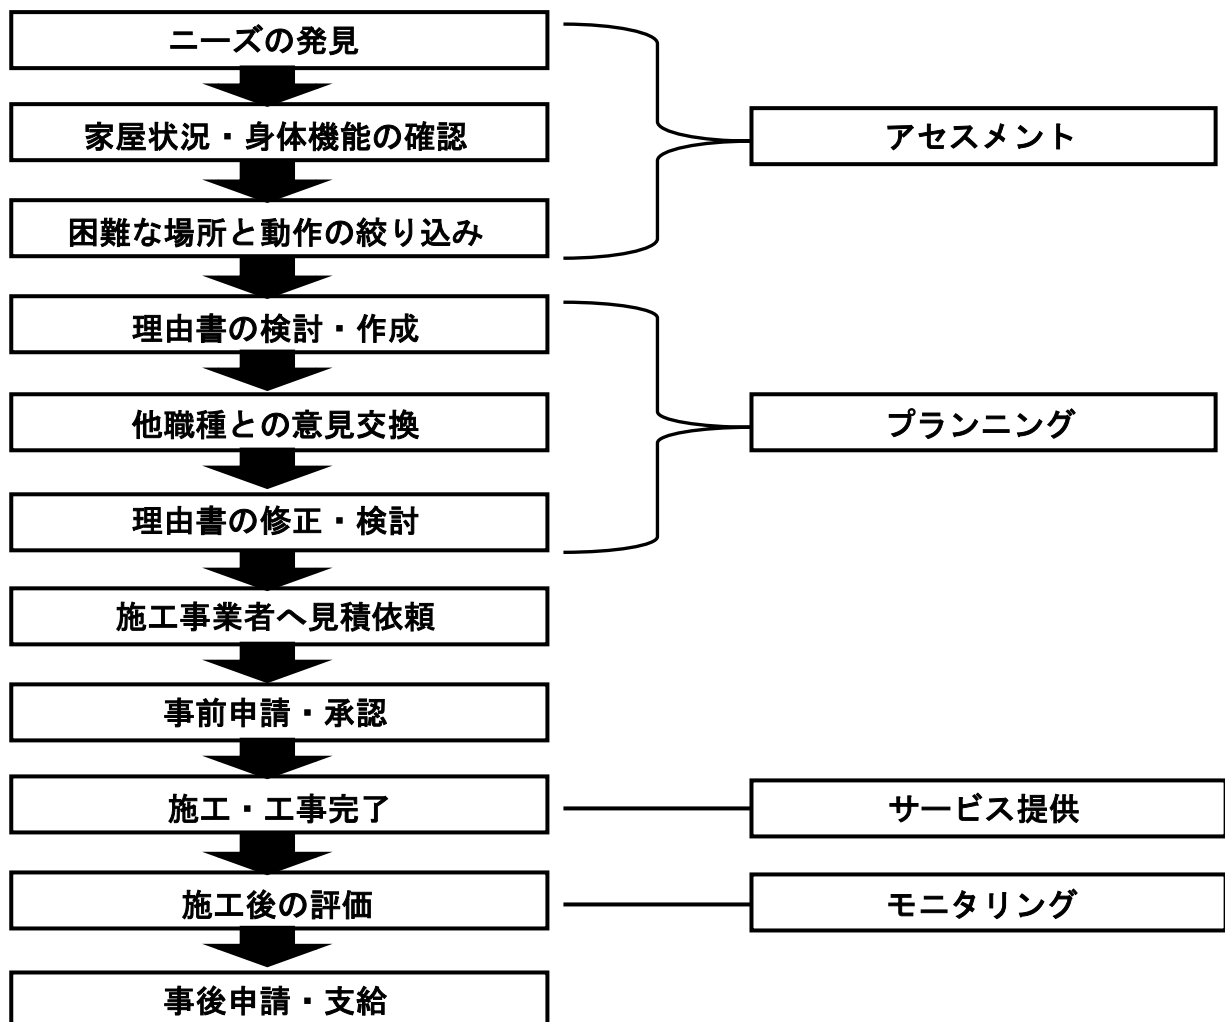 ニーズの発見
家屋状況・身体機能の確認
アセスメント
困難な場所と動作の絞り込み
理由書の検討・作成
他職種との意見交換
プランニング
理由書の修正・検討
施工事業者へ見積依頼
事前申請・承認
施工・工事完了
サービス提供
施工後の評価
モニタリング
事後申請・支給